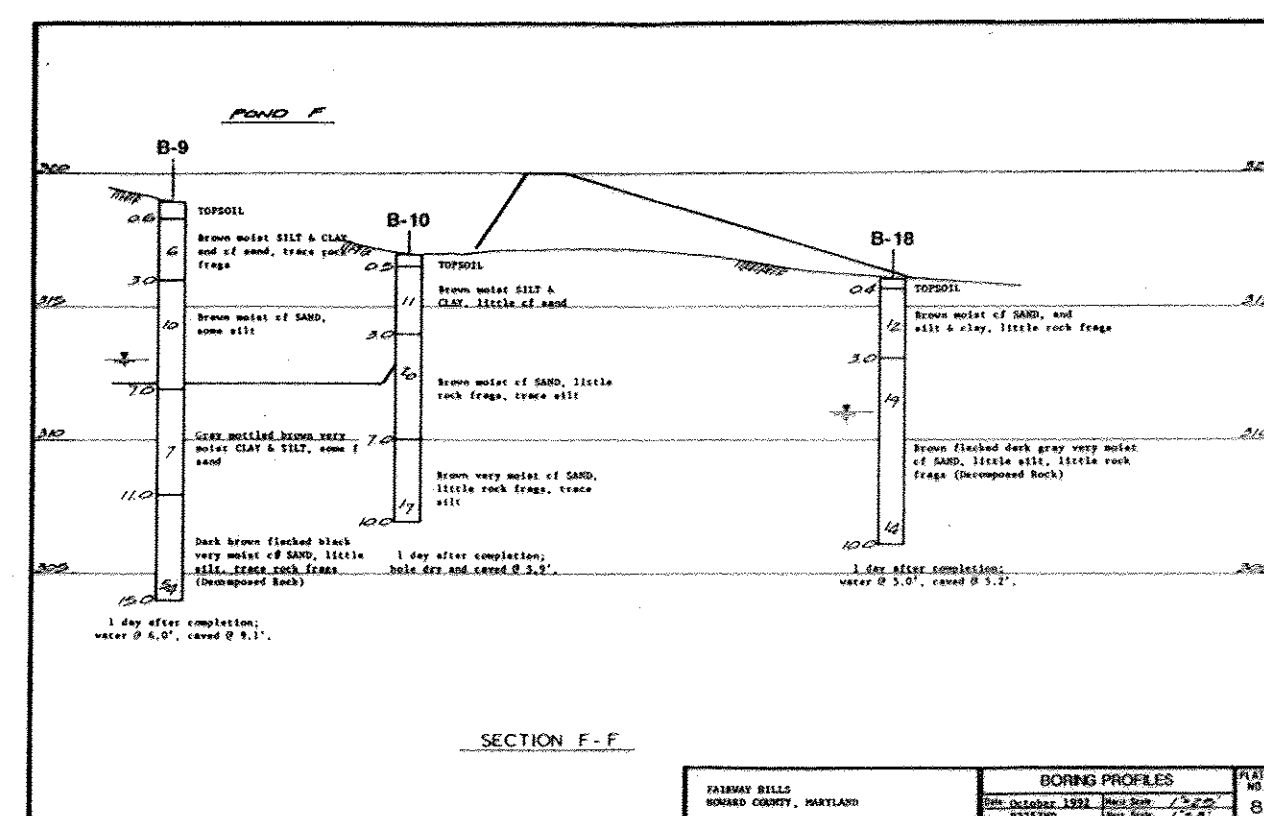 POND F
B-9
B-10
B-18
320
315
310
305
0.6
3.0
7.0
11.0
15.0
6
10
7
TOPSOIL
Brown moist SILT & CLAY
and cf sand, trace rock
frags
Brown moist cf SAND,
some silt
Gray mottled brown very
moist CLAY & SILT, some f
sand
Dark brown flecked black
very moist cf SAND, little
silt, trace rock frags
(Decomposed Rock)
1 day after completion;
water @ 6.0', caved @ 9.1'.
0.5
3.0
7.0
10.0
11
17
TOPSOIL
Brown moist SILT &
CLAY, little cf sand
Brown moist cf SAND, little
rock frags, trace silt
Brown very moist cf SAND,
little rock frags, trace
silt
1 day after completion;
hole dry and caved @ 5.9'.
0.4
3.0
10.0
12
19
14
TOPSOIL
Brown moist cf SAND, and
silt & clay, little rock frags
Brown flecked dark gray very moist
cf SAND, little silt, little rock
frags (Decomposed Rock)
1 day after completion;
water @ 5.0', caved @ 5.2'.
SECTION F-F
FAIRWAY HILLS
HOWARD COUNTY, MARYLAND
BORING PROFILES
Date October 1992
1"=25'
PLATE
NO.
8